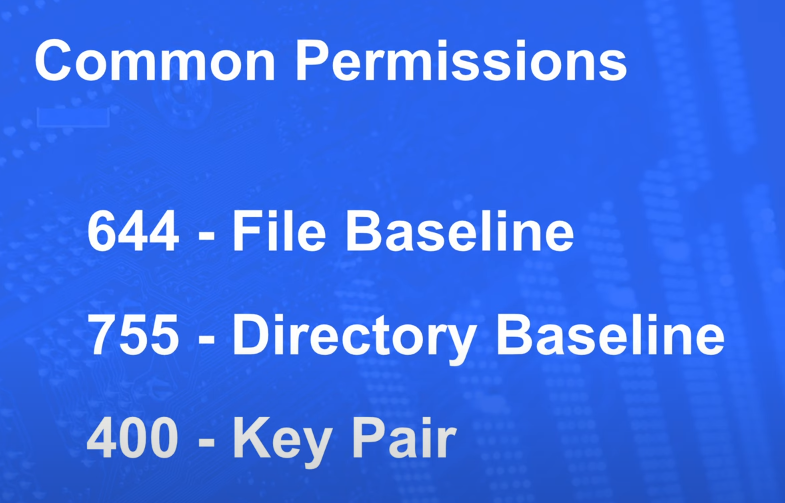 Common Permissions
644 - File Baseline
755 - Directory Baseline
400 - Key Pair